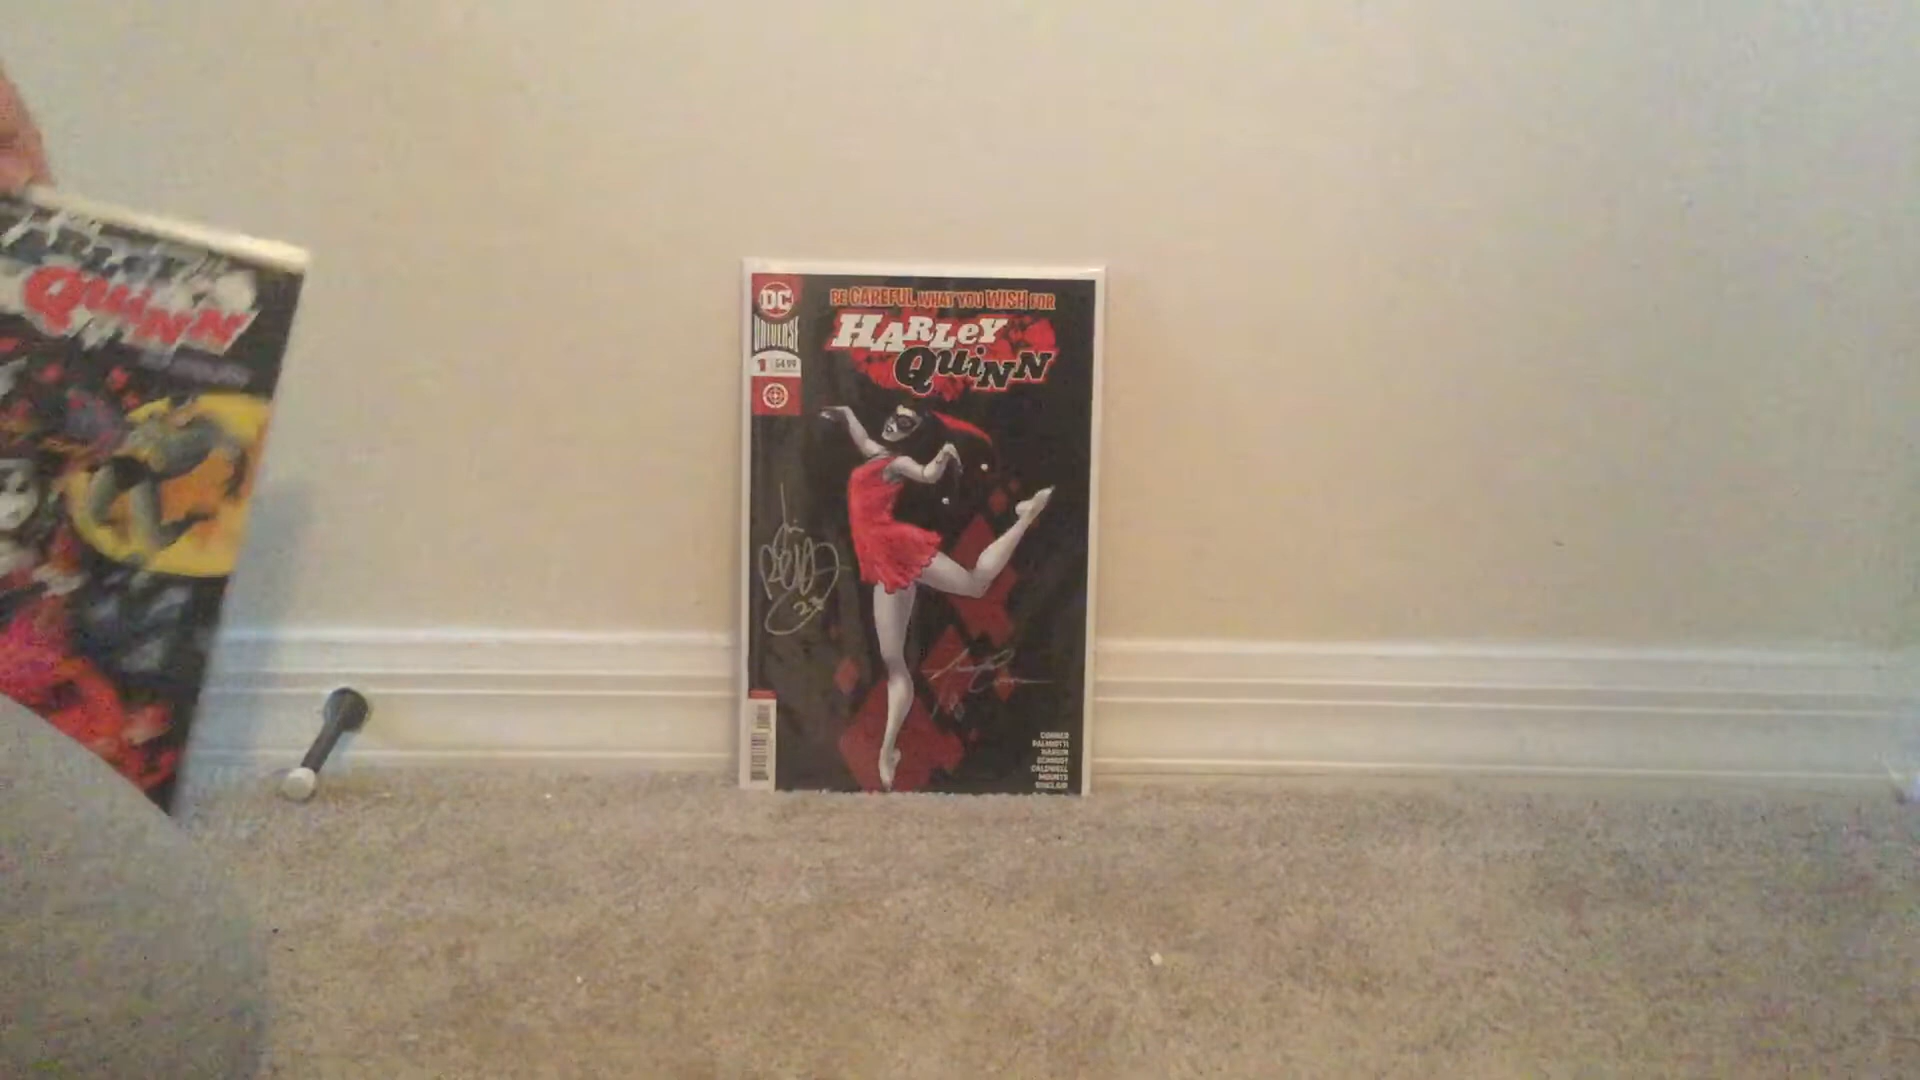 QUINN
DC
UNIVERSE
1 $4.99
BE CAREFUL WHAT YOU WISH FOR
HARLEY
QUINN
CONNER
PALMIOTTI
HARDIN
SCHMIDT
CALDWELL
MOUNTS
SINCLAIR